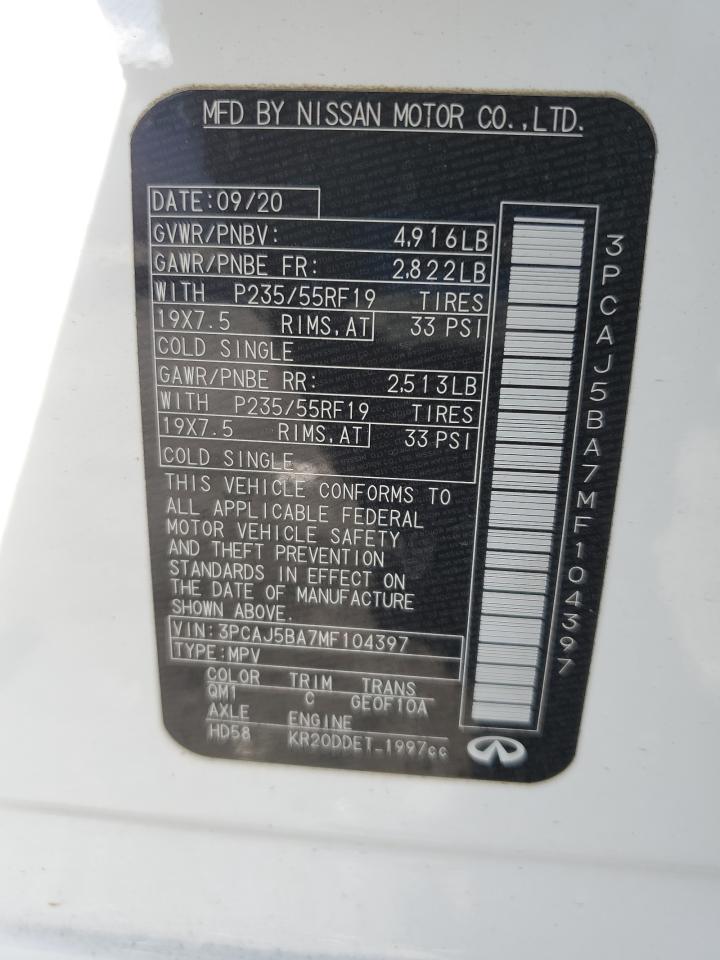 MFD BY NISSAN MOTOR CO.,LTD.
DATE:09/20
GVWR/PNBV: 4,916LB
GAWR/PNBE FR: 2,822LB
WITH P235/55RF19 TIRES
19X7.5 RIMS,AT 33 PSI
COLD SINGLE
GAWR/PNBE RR: 2,513LB
WITH P235/55RF19 TIRES
19X7.5 RIMS,AT 33 PSI
COLD SINGLE
THIS VEHICLE CONFORMS TO
ALL APPLICABLE FEDERAL
MOTOR VEHICLE SAFETY
AND THEFT PREVENTION
STANDARDS IN EFFECT ON
THE DATE OF MANUFACTURE
SHOWN ABOVE.
VIN:3PCAJ5BA7MF104397
TYPE:MPV
COLOR TRIM TRANS
QM1 C GE0F10A
AXLE ENGINE
HD58 KR20DDET_1997cc
3PCAJ5BA7MF104397